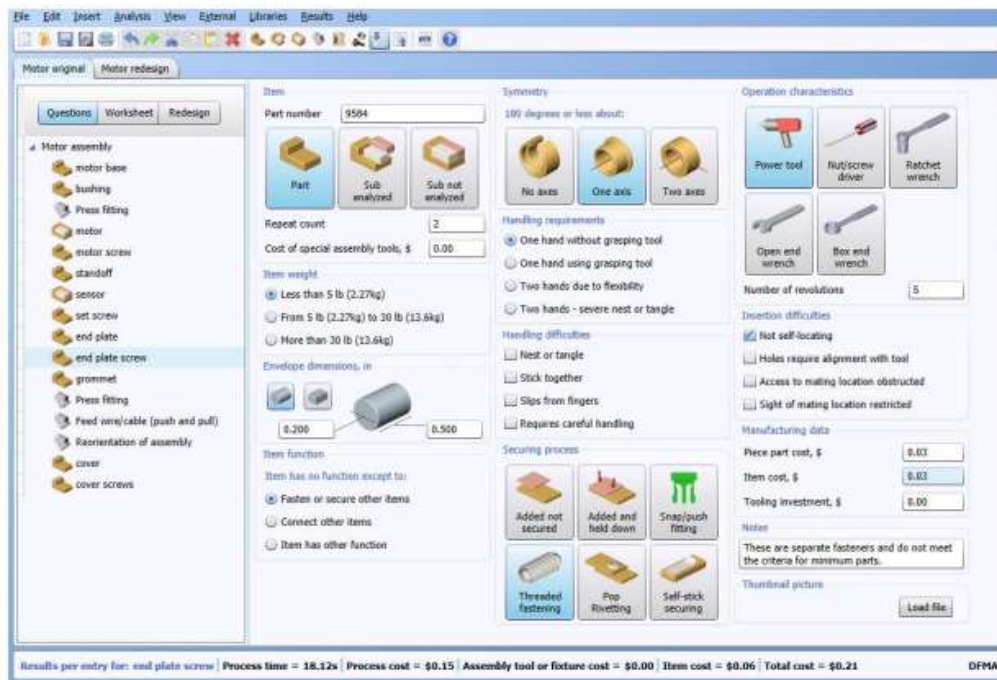 File Edit Insert Analysis View External Libraries Results Help
Motor original Motor redesign
Questions Worksheet Redesign
Motor assembly
motor base
bushing
Press fitting
motor
motor screw
standoff
sensor
set screw
end plate
end plate screw
grommet
Press fitting
Feed wire/cable (push and pull)
Reorientation of assembly
cover
cover screws
Item
Part number 9584
Part
Sub analyzed
Sub not analyzed
Repeat count 2
Cost of special assembly tools, $ 0.00
Item weight
Less than 5 lb (2.27kg)
From 5 lb (2.27kg) to 30 lb (13.6kg)
More than 30 lb (13.6kg)
Envelope dimensions, in
0.200 0.500
Item function
Item has no function except to:
Fasten or secure other items
Connect other items
Item has other function
Symmetry
180 degrees or less about:
No axes One axis Two axes
Handling requirements
One hand without grasping tool
One hand using grasping tool
Two hands due to flexibility
Two hands - severe nest or tangle
Handling difficulties
Nest or tangle
Stick together
Slips from fingers
Requires careful handling
Securing process
Added not secured
Added and held down
Snap/push fitting
Threaded fastening
Pop Rivetting
Self-stick securing
Operation characteristics
Power tool
Nut/screw driver
Ratchet wrench
Open end wrench
Box end wrench
Number of revolutions 5
Insertion difficulties
Not self-locating
Holes require alignment with tool
Access to mating location obstructed
Sight of mating location restricted
Manufacturing data
Piece part cost, $ 0.03
Item cost, $ 0.03
Tooling investment, $ 0.00
Notes
These are separate fasteners and do not meet
the criteria for minimum parts.
Thumbnail picture
Load file
Results per entry for: end plate screw Process time = 18.12s Process cost = $0.15 Assembly tool or fixture cost = $0.00 Item cost = $0.06 Total cost = $0.21 DFMA